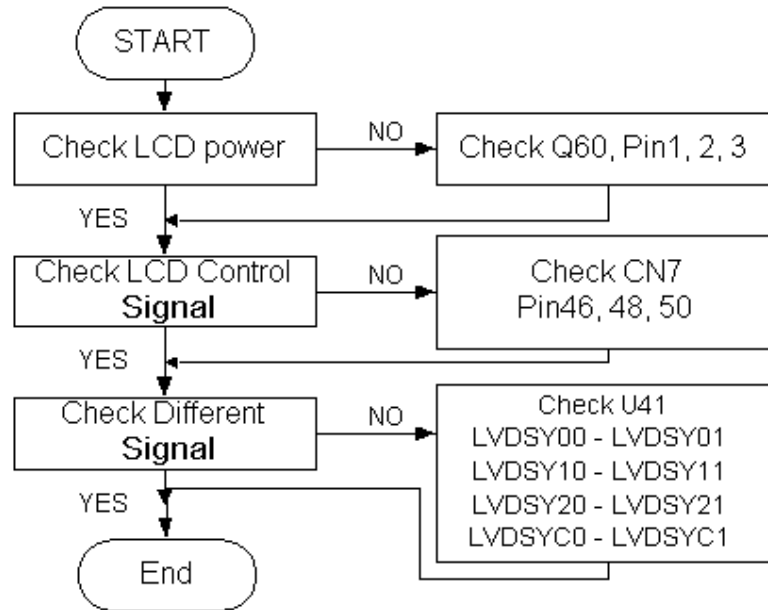 START
Check LCD power
NO
Check Q60, Pin1, 2, 3
YES
Check LCD Control
Signal
NO
Check CN7
Pin46, 48, 50
YES
Check Different
Signal
NO
Check U41
LVDSY00 - LVDSY01
LVDSY10 - LVDSY11
LVDSY20 - LVDSY21
LVDSYC0 - LVDSYC1
YES
End